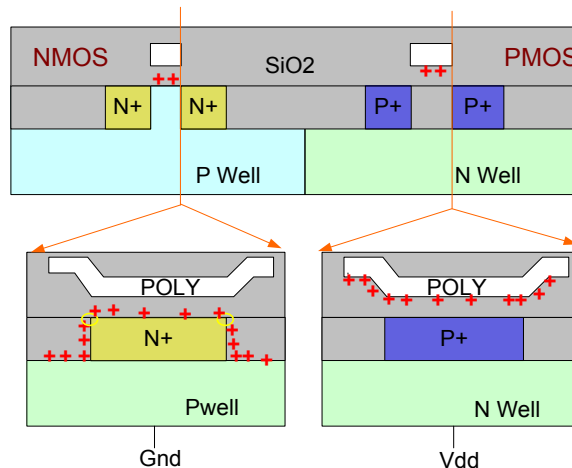 NMOS
SiO2
PMOS
N+
N+
P+
P+
P Well
N Well
POLY
POLY
N+
P+
Pwell
N Well
Gnd
Vdd